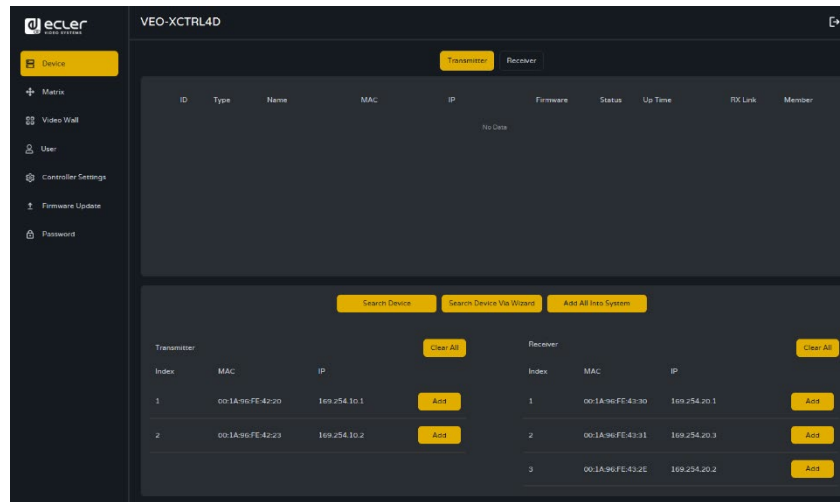 ecler
VIDEO SYSTEMS
VEO-XCTRL4D
Device
Matrix
Video Wall
User
Controller Settings
Firmware Update
Password
Transmitter Receiver
ID Type Name MAC IP Firmware Status Up Time RX Link Member
No Data
Search Device Search Device Via Wizard Add All Into System
Transmitter Clear All
Index MAC IP
1 00:1A:96:FE:42:20 169.254.10.1 Add
2 00:1A:96:FE:42:23 169.254.10.2 Add
Receiver Clear All
Index MAC IP
1 00:1A:96:FE:43:30 169.254.20.1 Add
2 00:1A:96:FE:43:31 169.254.20.3 Add
3 00:1A:96:FE:43:2E 169.254.20.2 Add